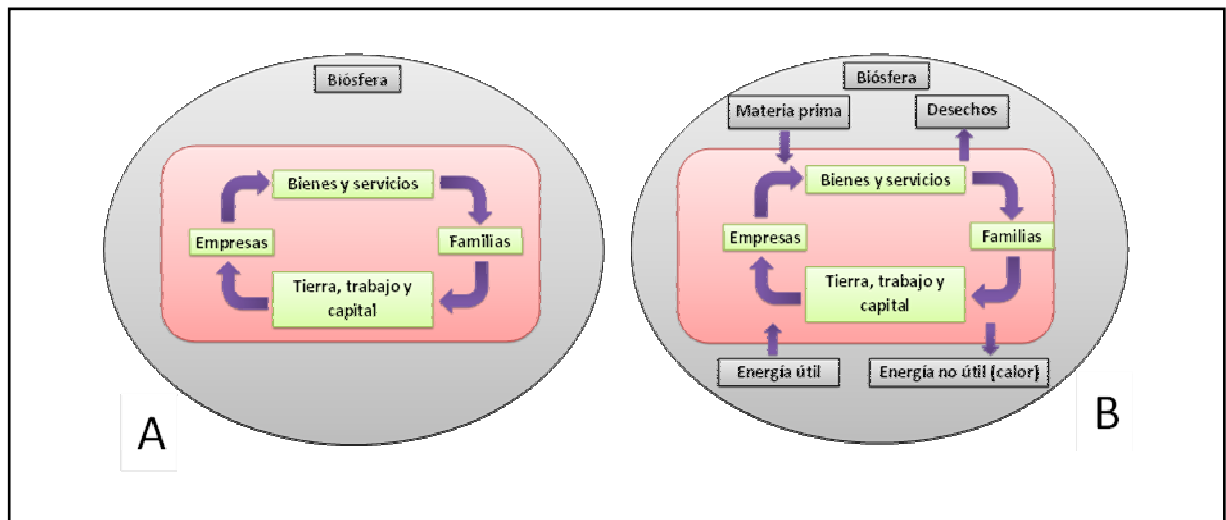 Biósfera
Bienes y servicios
Empresas
Familias
Tierra, trabajo y
capital
A
Biósfera
Materia prima
Desechos
Bienes y servicios
Empresas
Familias
Tierra, trabajo y
capital
Energía útil
Energía no útil (calor)
B